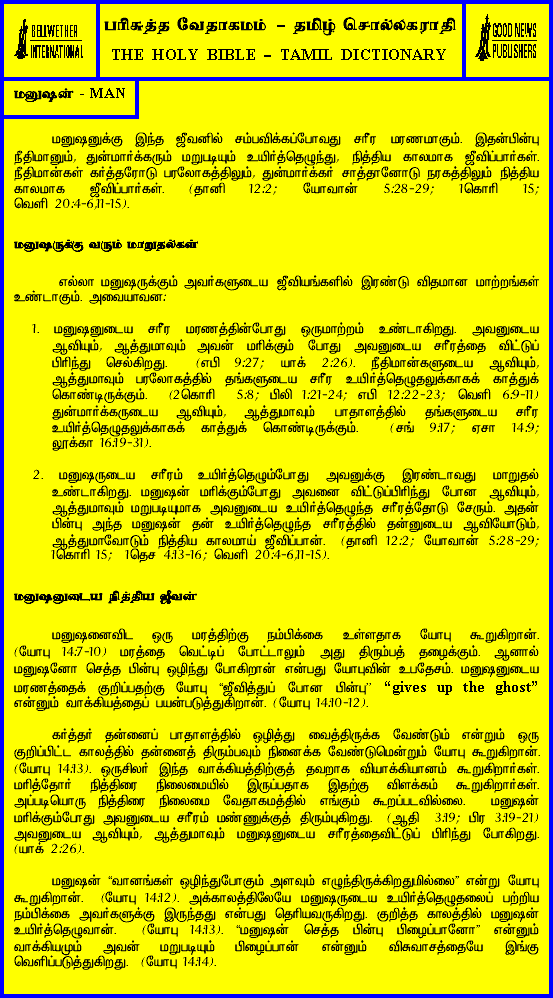 BELLWETHER
INTERNATIONAL
பரிசுத்த வேதாகமம் – தமிழ் சொல்லகராதி
THE HOLY BIBLE – TAMIL DICTIONARY
GOOD NEWS
PUBLISHERS
மனுஷன் - MAN
மனுஷனுக்கு இந்த ஜீவனில் சம்பவிக்கப்போவது சரீர மரணமாகும். இதன்பின்பு
நீதிமானும், துன்மார்க்கரும் மறுபடியும் உயிர்த்தெழுந்து, நித்திய காலமாக ஜீவிப்பார்கள்.
நீதிமான்கள் கர்த்தரோடு பரலோகத்திலும், துன்மார்க்கர் சாத்தானோடு நரகத்திலும் நித்திய
காலமாக ஜீவிப்பார்கள். (தானி 12:2; யோவான் 5:28-29; 1கொரி 15;
வெளி 20:4-6,11-15).
மனுஷருக்கு வரும் மாறுதல்கள்
எல்லா மனுஷருக்கும் அவர்களுடைய ஜீவியங்களில் இரண்டு விதமான மாற்றங்கள்
உண்டாகும். அவையாவன:
1. மனுஷனுடைய சரீர மரணத்தின்போது ஒருமாற்றம் உண்டாகிறது. அவனுடைய
ஆவியும், ஆத்துமாவும் அவன் மரிக்கும் போது அவனுடைய சரீரத்தை விட்டுப்
பிரிந்து செல்கிறது. (எபி 9:27; யாக் 2:26). நீதிமான்களுடைய ஆவியும்,
ஆத்துமாவும் பரலோகத்தில் தங்களுடைய சரீர உயிர்த்தெழுதலுக்காகக் காத்துக்
கொண்டிருக்கும். (2கொரி 5:8; பிலி 1:21-24; எபி 12:22-23; வெளி 6:9-11)
துன்மார்க்கருடைய ஆவியும், ஆத்துமாவும் பாதாளத்தில் தங்களுடைய சரீர
உயிர்த்தெழுதலுக்காகக் காத்துக் கொண்டிருக்கும். (சங் 9:17; ஏசா 14:9;
லூக்கா 16:19-31).
2. மனுஷருடைய சரீரம் உயிர்த்தெழும்போது அவனுக்கு இரண்டாவது மாறுதல்
உண்டாகிறது. மனுஷன் மரிக்கும்போது அவனை விட்டுப்பிரிந்து போன ஆவியும்,
ஆத்துமாவும் மறுபடியுமாக அவனுடைய உயிர்த்தெழுந்த சரீரத்தோடு சேரும். அதன்
பின்பு அந்த மனுஷன் தன் உயிர்த்தெழுந்த சரீரத்தில் தன்னுடைய ஆவியோடும்,
ஆத்துமாவோடும் நித்திய காலமாய் ஜீவிப்பான். (தானி 12:2; யோவான் 5:28-29;
1கொரி 15; 1தெச 4:13-16; வெளி 20:4-6,11-15).
மனுஷனுடைய நித்திய ஜீவன்
மனுஷனைவிட ஒரு மரத்திற்கு நம்பிக்கை உள்ளதாக யோபு கூறுகிறான்.
(யோபு 14:7-10) மரத்தை வெட்டிப் போட்டாலும் அது திரும்பத் தழைக்கும். ஆனால்
மனுஷனோ செத்த பின்பு ஒழிந்து போகிறான் என்பது யோபுவின் உபதேசம். மனுஷனுடைய
மரணத்தைக் குறிப்பதற்கு யோபு “ஜீவித்துப் போன பின்பு” “gives up the ghost”
என்னும் வாக்கியத்தைப் பயன்படுத்துகிறான். (யோபு 14:10-12).
கர்த்தர் தன்னைப் பாதாளத்தில் ஒழித்து வைத்திருக்க வேண்டும் என்றும் ஒரு
குறிப்பிட்ட காலத்தில் தன்னைத் திரும்பவும் நினைக்க வேண்டுமென்றும் யோபு கூறுகிறான்.
(யோபு 14:13). ஒருசிலர் இந்த வாக்கியத்திற்குத் தவறாக வியாக்கியானம் கூறுகிறார்கள்.
மரித்தோர் நித்திரை நிலைமையில் இருப்பதாக இதற்கு விளக்கம் கூறுகிறார்கள்.
அப்படியொரு நித்திரை நிலைமை வேதாகமத்தில் எங்கும் கூறப்படவில்லை. மனுஷன்
மரிக்கும்போது அவனுடைய சரீரம் மண்ணுக்குத் திரும்புகிறது. (ஆதி 3:19; பிர 3:19-21)
அவனுடைய ஆவியும், ஆத்துமாவும் மனுஷனுடைய சரீரத்தைவிட்டுப் பிரிந்து போகிறது.
(யாக் 2:26).
மனுஷன் “வானங்கள் ஒழிந்துபோகும் அளவும் எழுந்திருக்கிறதுமில்லை” என்று யோபு
கூறுகிறான். (யோபு 14:12). அக்காலத்திலேயே மனுஷருடைய உயிர்த்தெழுதலைப் பற்றிய
நம்பிக்கை அவர்களுக்கு இருந்தது என்பது தெரியவருகிறது. குறித்த காலத்தில் மனுஷன்
உயிர்த்தெழுவான். (யோபு 14:13). “மனுஷன் செத்த பின்பு பிழைப்பானோ” என்னும்
வாக்கியமும் அவன் மறுபடியும் பிழைப்பான் என்னும் விசுவாசத்தையே இங்கு
வெளிப்படுத்துகிறது. (யோபு 14:14).